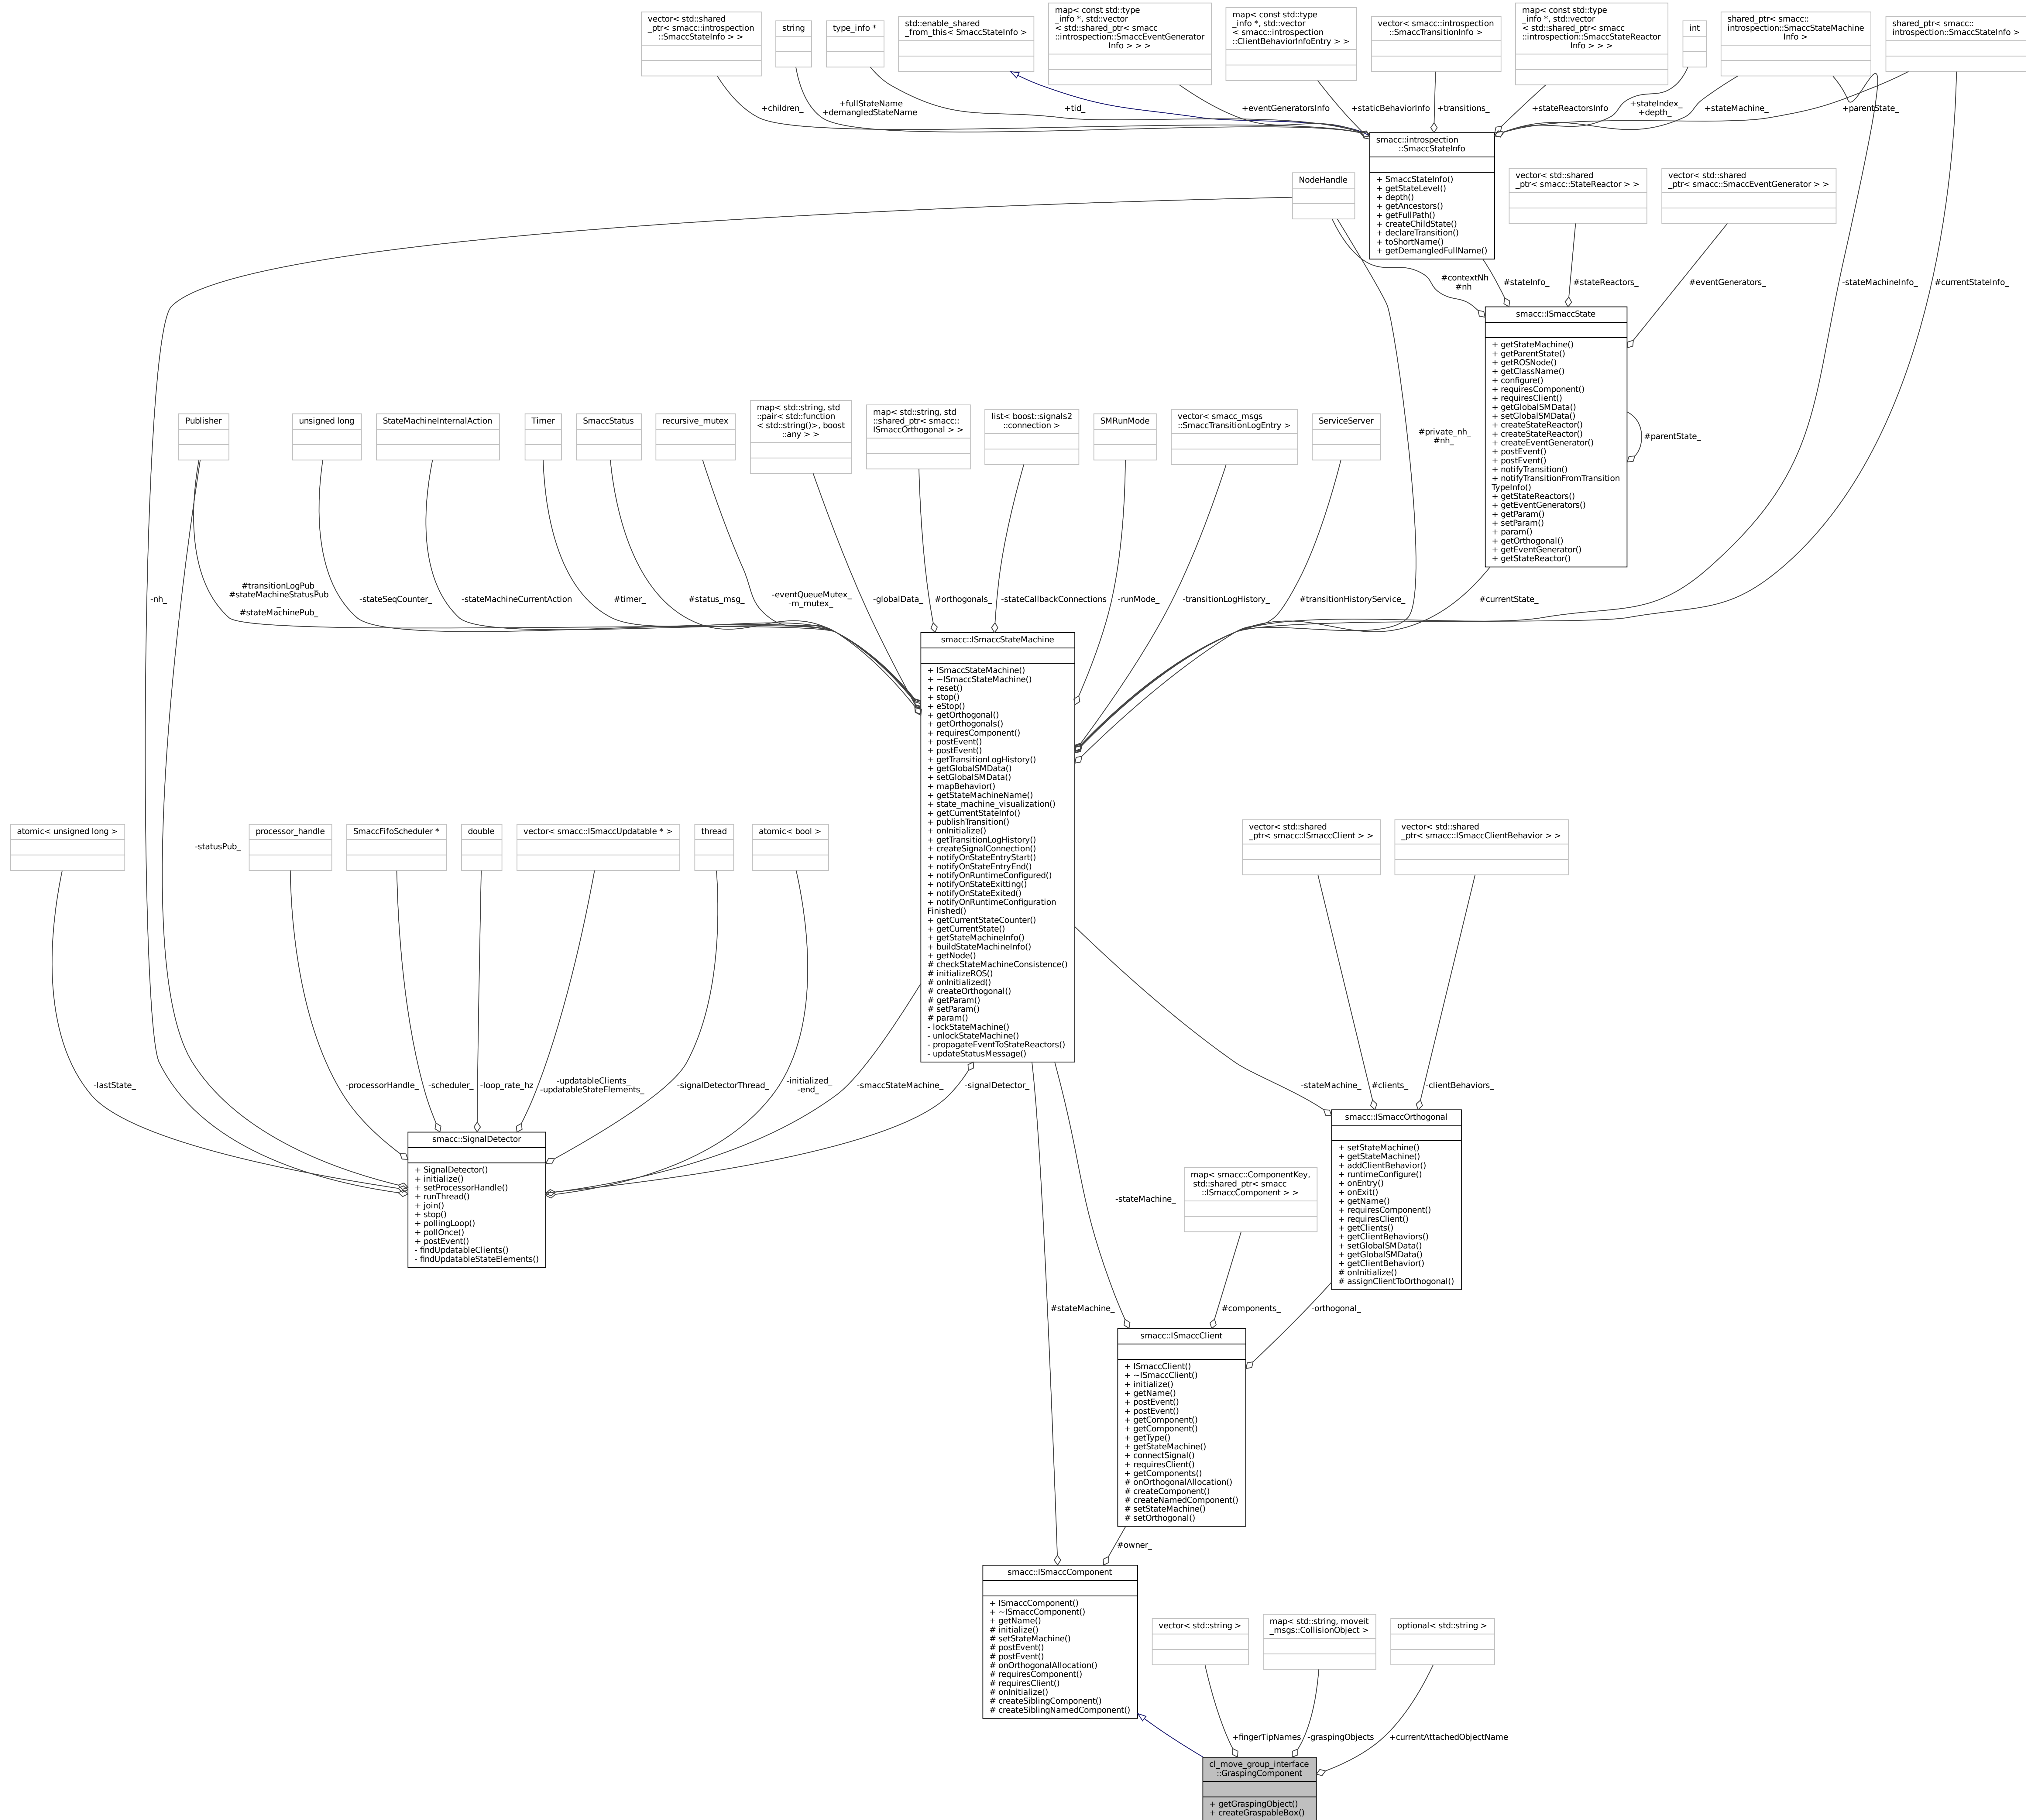 vector< std::shared
_ptr< smacc::introspection
::SmaccStateInfo > >
string
type_info *
std::enable_shared
_from_this< SmaccStateInfo >
map< const std::type
_info *, std::vector
< std::shared_ptr< smacc
::introspection::SmaccEventGenerator
Info > > >
map< const std::type
_info *, std::vector
< smacc::introspection
::ClientBehaviorInfoEntry > >
vector< smacc::introspection
::SmaccTransitionInfo >
map< const std::type
_info *, std::vector
< std::shared_ptr< smacc
::introspection::SmaccStateReactor
Info > > >
int
shared_ptr< smacc::
introspection::SmaccStateMachine
Info >
shared_ptr< smacc::
introspection::SmaccStateInfo >
+children_
+fullStateName
+demangledStateName
+tid_
+eventGeneratorsInfo
+staticBehaviorInfo
+transitions_
+stateReactorsInfo
+stateIndex_
+depth_
+stateMachine_
+parentState_
smacc::introspection
::SmaccStateInfo
+ SmaccStateInfo()
+ getStateLevel()
+ depth()
+ getAncestors()
+ getFullPath()
+ createChildState()
+ declareTransition()
+ toShortName()
+ getDemangledFullName()
NodeHandle
vector< std::shared
_ptr< smacc::StateReactor > >
vector< std::shared
_ptr< smacc::SmaccEventGenerator > >
#contextNh
#nh
#stateInfo_
#stateReactors_
#eventGenerators_
-stateMachineInfo_
#currentStateInfo_
smacc::ISmaccState
+ getStateMachine()
+ getParentState()
+ getROSNode()
+ getClassName()
+ configure()
+ requiresComponent()
+ requiresClient()
+ getGlobalSMData()
+ setGlobalSMData()
+ createStateReactor()
+ createStateReactor()
+ createEventGenerator()
+ postEvent()
+ postEvent()
+ notifyTransition()
+ notifyTransitionFromTransition
TypeInfo()
+ getStateReactors()
+ getEventGenerators()
+ getParam()
+ setParam()
+ param()
+ getOrthogonal()
+ getEventGenerator()
+ getStateReactor()
#parentState_
Publisher
unsigned long
StateMachineInternalAction
Timer
SmaccStatus
recursive_mutex
map< std::string, std
::pair< std::function
< std::string()>, boost
::any > >
map< std::string, std
::shared_ptr< smacc::
ISmaccOrthogonal > >
list< boost::signals2
::connection >
SMRunMode
vector< smacc_msgs
::SmaccTransitionLogEntry >
ServiceServer
#private_nh_
#nh_
-nh_
#transitionLogPub_
#stateMachineStatusPub
_
#stateMachinePub_
-stateSeqCounter_
-stateMachineCurrentAction
#timer_
#status_msg_
-eventQueueMutex_
-m_mutex_
-globalData_
#orthogonals_
-stateCallbackConnections
-runMode_
-transitionLogHistory_
#transitionHistoryService_
#currentState_
smacc::ISmaccStateMachine
+ ISmaccStateMachine()
+ ~ISmaccStateMachine()
+ reset()
+ stop()
+ eStop()
+ getOrthogonal()
+ getOrthogonals()
+ requiresComponent()
+ postEvent()
+ postEvent()
+ getTransitionLogHistory()
+ getGlobalSMData()
+ setGlobalSMData()
+ mapBehavior()
+ getStateMachineName()
+ state_machine_visualization()
+ getCurrentStateInfo()
+ publishTransition()
+ onInitialize()
+ getTransitionLogHistory()
+ createSignalConnection()
+ notifyOnStateEntryStart()
+ notifyOnStateEntryEnd()
+ notifyOnRuntimeConfigured()
+ notifyOnStateExitting()
+ notifyOnStateExited()
+ notifyOnRuntimeConfiguration
Finished()
+ getCurrentStateCounter()
+ getCurrentState()
+ getStateMachineInfo()
+ buildStateMachineInfo()
+ getNode()
# checkStateMachineConsistence()
# initializeROS()
# onInitialized()
# createOrthogonal()
# getParam()
# setParam()
# param()
- lockStateMachine()
- unlockStateMachine()
- propagateEventToStateReactors()
- updateStatusMessage()
atomic< unsigned long >
-statusPub_
processor_handle
SmaccFifoScheduler *
double
vector< smacc::ISmaccUpdatable * >
thread
atomic< bool >
vector< std::shared
_ptr< smacc::ISmaccClient > >
vector< std::shared
_ptr< smacc::ISmaccClientBehavior > >
-lastState_
-processorHandle_
-scheduler_
-loop_rate_hz
-updatableClients_
-updatableStateElements_
-signalDetectorThread_
-initialized_
-end_
-smaccStateMachine_
-signalDetector_
-stateMachine_
#clients_
-clientBehaviors_
smacc::SignalDetector
+ SignalDetector()
+ initialize()
+ setProcessorHandle()
+ runThread()
+ join()
+ stop()
+ pollingLoop()
+ pollOnce()
+ postEvent()
- findUpdatableClients()
- findUpdatableStateElements()
smacc::ISmaccOrthogonal
+ setStateMachine()
+ getStateMachine()
+ addClientBehavior()
+ runtimeConfigure()
+ onEntry()
+ onExit()
+ getName()
+ requiresComponent()
+ requiresClient()
+ getClients()
+ getClientBehaviors()
+ setGlobalSMData()
+ getGlobalSMData()
+ getClientBehavior()
# onInitialize()
# assignClientToOrthogonal()
-stateMachine_
map< smacc::ComponentKey,
std::shared_ptr< smacc
::ISmaccComponent > >
#stateMachine_
#components_
-orthogonal_
smacc::ISmaccClient
+ ISmaccClient()
+ ~ISmaccClient()
+ initialize()
+ getName()
+ postEvent()
+ postEvent()
+ getComponent()
+ getComponent()
+ getType()
+ getStateMachine()
+ connectSignal()
+ requiresClient()
+ getComponents()
# onOrthogonalAllocation()
# createComponent()
# createNamedComponent()
# setStateMachine()
# setOrthogonal()
#owner_
smacc::ISmaccComponent
+ ISmaccComponent()
+ ~ISmaccComponent()
+ getName()
# initialize()
# setStateMachine()
# postEvent()
# postEvent()
# onOrthogonalAllocation()
# requiresComponent()
# requiresClient()
# onInitialize()
# createSiblingComponent()
# createSiblingNamedComponent()
vector< std::string >
map< std::string, moveit
_msgs::CollisionObject >
optional< std::string >
+fingerTipNames
-graspingObjects
+currentAttachedObjectName
cl_move_group_interface
::GraspingComponent
+ getGraspingObject()
+ createGraspableBox()